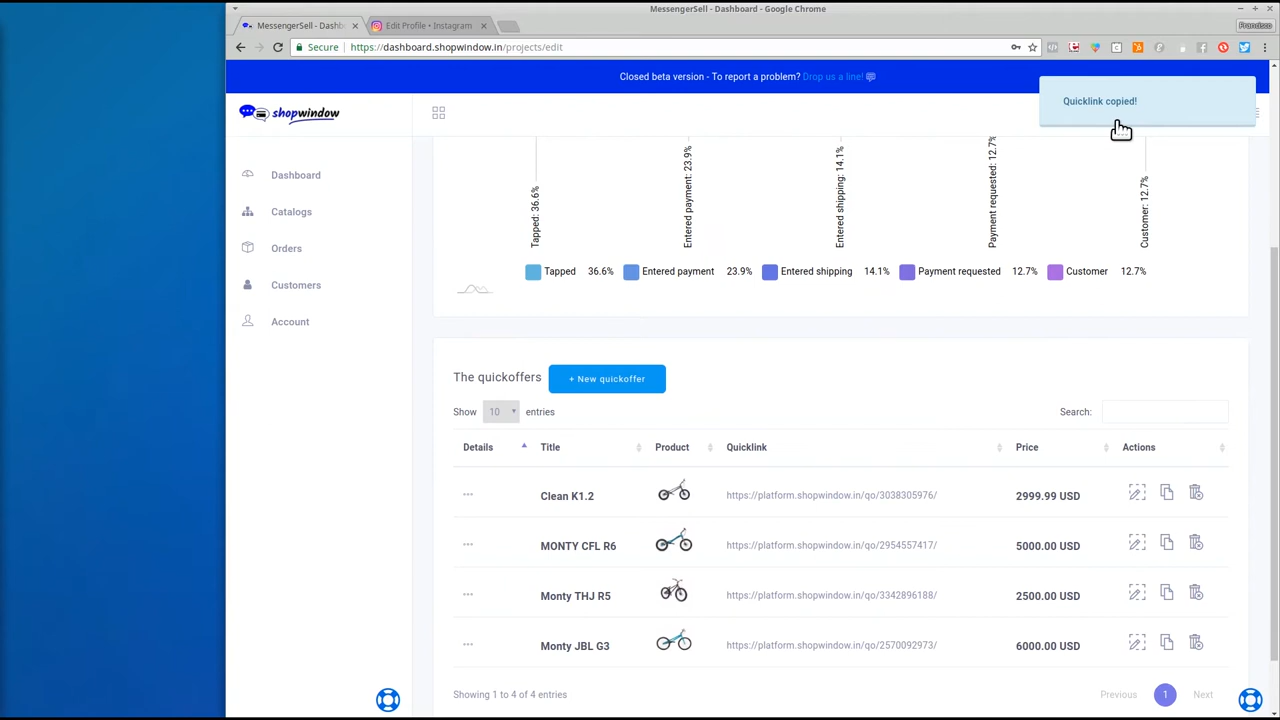 MessengerSell - Dashboard - Google Chrome
MessengerSell - Dashb
Edit Profile • Instagram
Francisco
Secure
https://dashboard.shopwindow.in/projects/edit
Closed beta version - To report a problem? Drop us a line!
Quicklink copied!
shopwindow
Dashboard
Catalogs
Orders
Customers
Account
Tapped: 36.6%
Entered payment: 23.9%
Entered shipping: 14.1%
Payment requested: 12.7%
Customer: 12.7%
Tapped 36.6% Entered payment 23.9% Entered shipping 14.1% Payment requested 12.7% Customer 12.7%
The quickoffers + New quickoffer
Show 10 entries Search:
Details Title Product Quicklink Price Actions
Clean K1.2 https://platform.shopwindow.in/qo/3038305976/ 2999.99 USD
MONTY CFL R6 https://platform.shopwindow.in/qo/2954557417/ 5000.00 USD
Monty THJ R5 https://platform.shopwindow.in/qo/3342896188/ 2500.00 USD
Monty JBL G3 https://platform.shopwindow.in/qo/2570092973/ 6000.00 USD
Showing 1 to 4 of 4 entries Previous 1 Next